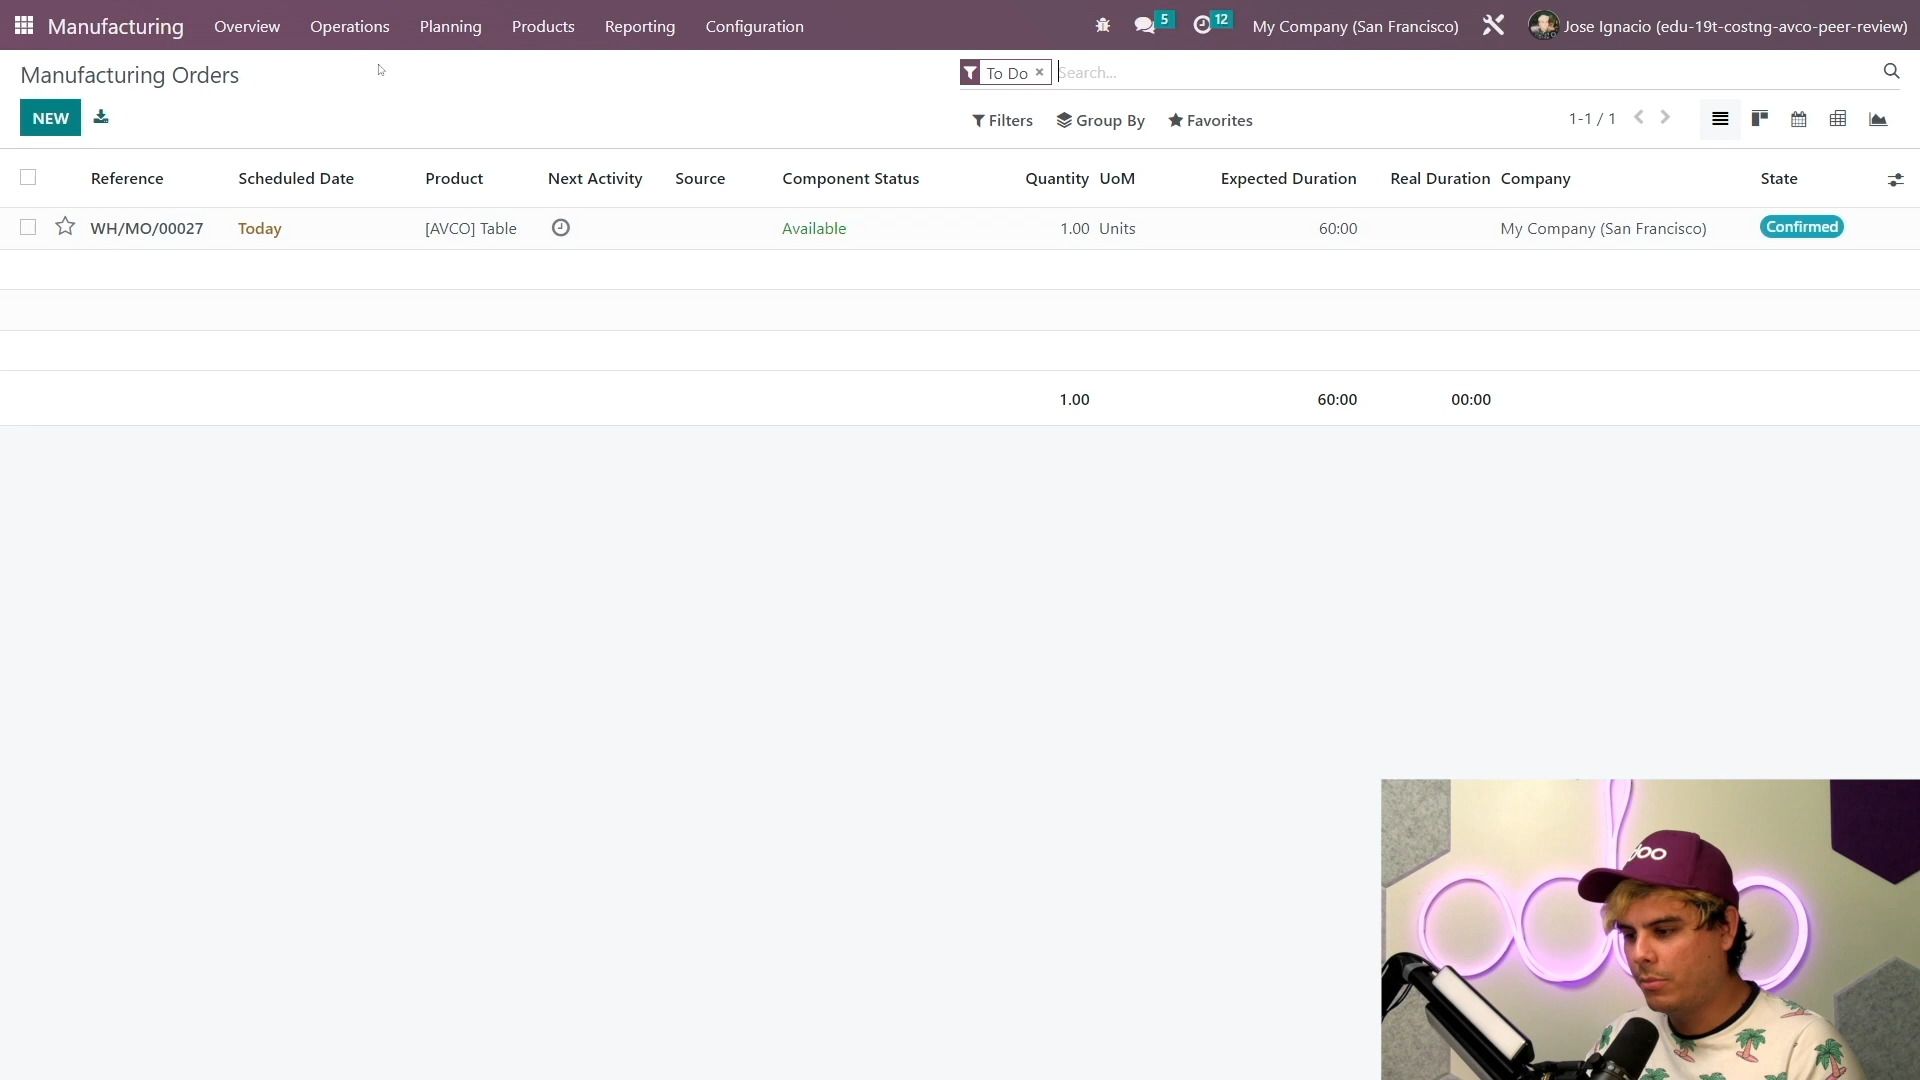 Manufacturing Overview Operations Planning Products Reporting Configuration 5 12 My Company (San Francisco) Jose Ignacio (edu-19t-costng-avco-peer-review)
Manufacturing Orders To Do × Search...
NEW Filters Group By Favorites 1-1 / 1
Reference Scheduled Date Product Next Activity Source Component Status Quantity UoM Expected Duration Real Duration Company State
WH/MO/00027 Today [AVCO] Table Available 1.00 Units 60:00 My Company (San Francisco) Confirmed
1.00 60:00 00:00